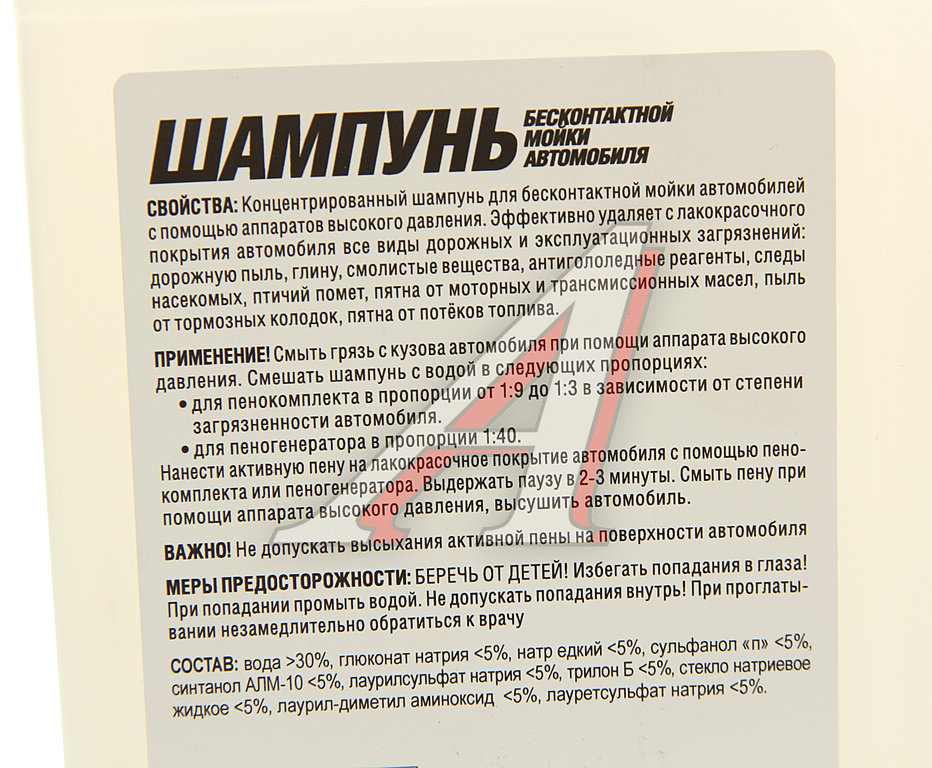 ШАМПУНЬ
БЕСКОНТАКТНОЙ
МОЙКИ
АВТОМОБИЛЯ
СВОЙСТВА: Концентрированный шампунь для бесконтактной мойки автомобилей
с помощью аппаратов высокого давления. Эффективно удаляет с лакокрасочного
покрытия автомобиля все виды дорожных и эксплуатационных загрязнений:
дорожную пыль, глину, смолистые вещества, антигололедные реагенты, следы
насекомых, птичий помет, пятна от моторных и трансмиссионных масел, пыль
от тормозных колодок, пятна от потёков топлива.
ПРИМЕНЕНИЕ! Смыть грязь с кузова автомобиля при помощи аппарата высокого
давления. Смешать шампунь с водой в следующих пропорциях:
• для пенокомплекта в пропорции от 1:9 до 1:3 в зависимости от степени
загрязненности автомобиля.
• для пеногенератора в пропорции 1:40.
Нанести активную пену на лакокрасочное покрытие автомобиля с помощью пено-
комплекта или пеногенератора. Выдержать паузу в 2-3 минуты. Смыть пену при
помощи аппарата высокого давления, высушить автомобиль.
ВАЖНО! Не допускать высыхания активной пены на поверхности автомобиля
МЕРЫ ПРЕДОСТОРОЖНОСТИ: БЕРЕЧЬ ОТ ДЕТЕЙ! Избегать попадания в глаза!
При попадании промыть водой. Не допускать попадания внутрь! При проглаты-
вании незамедлительно обратиться к врачу
СОСТАВ: вода >30%, глюконат натрия <5%, натр едкий <5%, сульфанол «п» <5%,
синтанол АЛМ-10 <5%, лаурилсульфат натрия <5%, трилон Б <5%, стекло натриевое
жидкое <5%, лаурил-диметил аминоксид <5%, лауретсульфат натрия <5%.